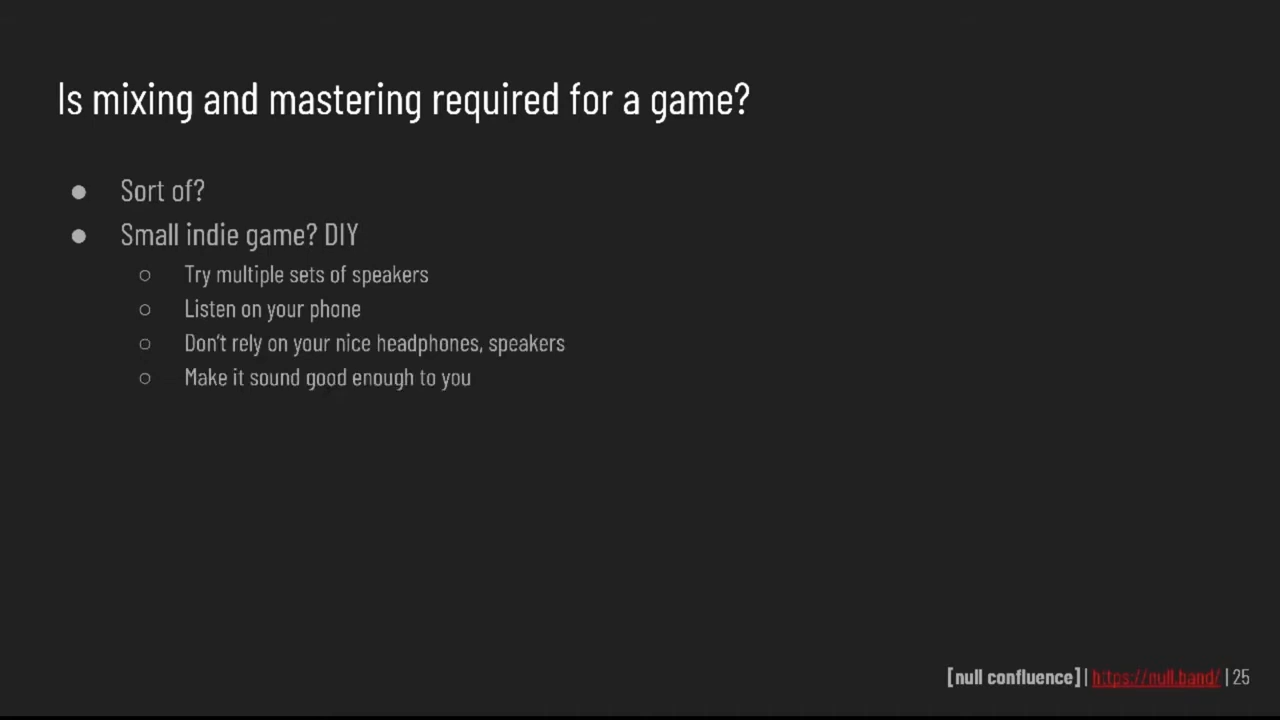 Is mixing and mastering required for a game?
● Sort of?
● Small indie game? DIY
○ Try multiple sets of speakers
○ Listen on your phone
○ Don't rely on your nice headphones, speakers
○ Make it sound good enough to you
[null confluence] | https://null.band/ | 25